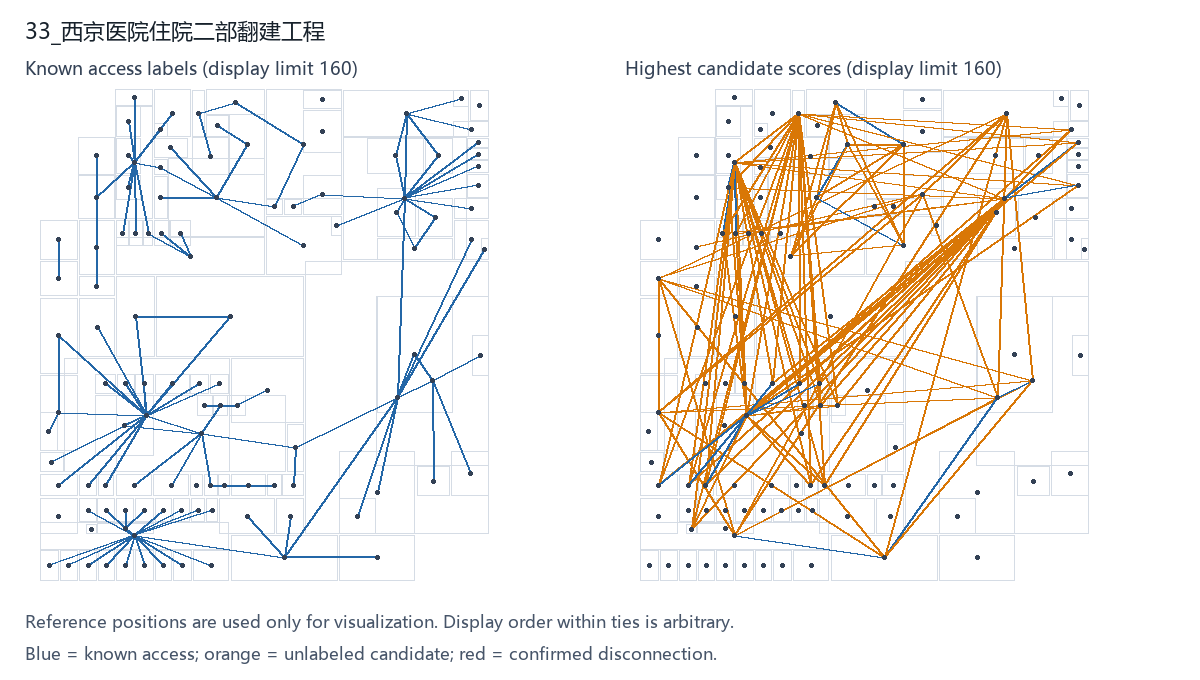 33_西京医院住院二部翻建工程
Known access labels (display limit 160)
Highest candidate scores (display limit 160)
Reference positions are used only for visualization. Display order within ties is arbitrary.
Blue = known access; orange = unlabeled candidate; red = confirmed disconnection.